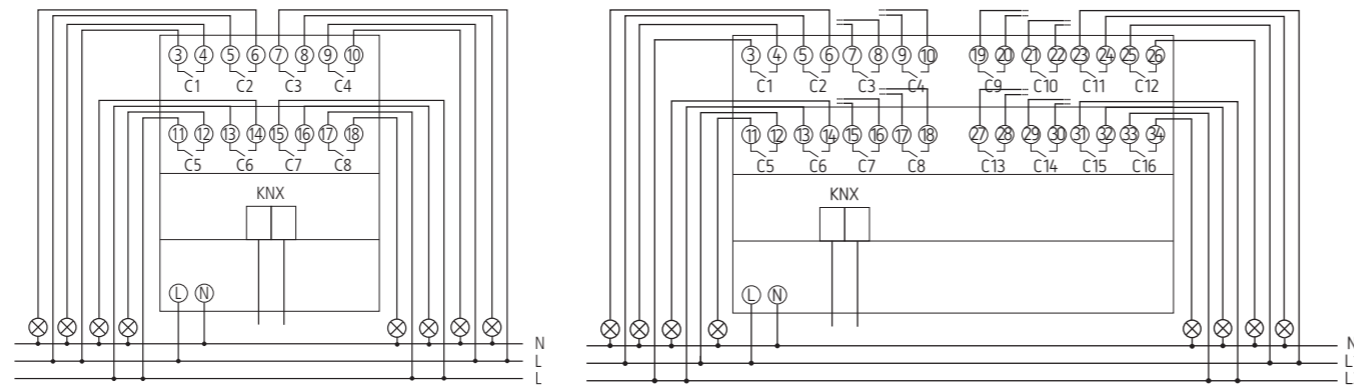 3 4 5 6 7 8 9 10
C1 C2 C3 C4
11 12 13 14 15 16 17 18
C5 C6 C7 C8
KNX
L N
N
L
L
3 4 5 6 7 8 9 10 19 20 21 22 23 24 25 26
C1 C2 C3 C4 C9 C10 C11 C12
11 12 13 14 15 16 17 18 27 28 29 30 31 32 33 34
C5 C6 C7 C8 C13 C14 C15 C16
KNX
L N
N
L
L